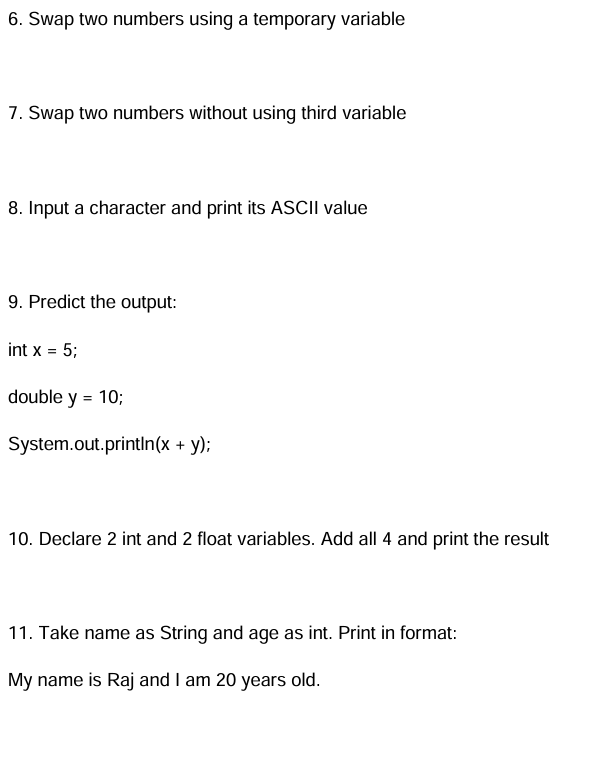 6. Swap two numbers using a temporary variable
7. Swap two numbers without using third variable
8. Input a character and print its ASCII value
9. Predict the output:
int x = 5;
double y = 10;
System.out.println(x + y);
10. Declare 2 int and 2 float variables. Add all 4 and print the result
11. Take name as String and age as int. Print in format:
My name is Raj and I am 20 years old.